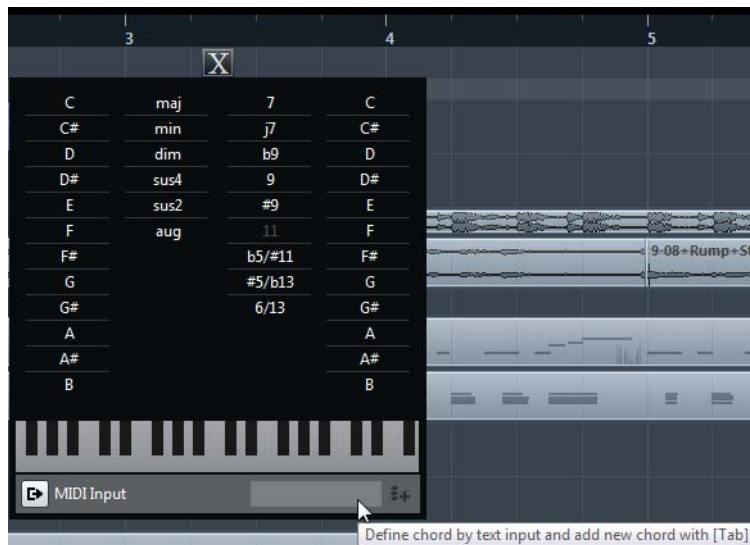 3 4 5
X
C maj 7 C
C# min j7 C#
D dim b9 D
D# sus4 9 D#
E sus2 #9 E
F aug 11 F
F# b5/#11 F#
G #5/b13 G
G# 6/13 G#
A A
A# A#
B B
9-08+Rump+St
MIDI Input
Define chord by text input and add new chord with [Tab]